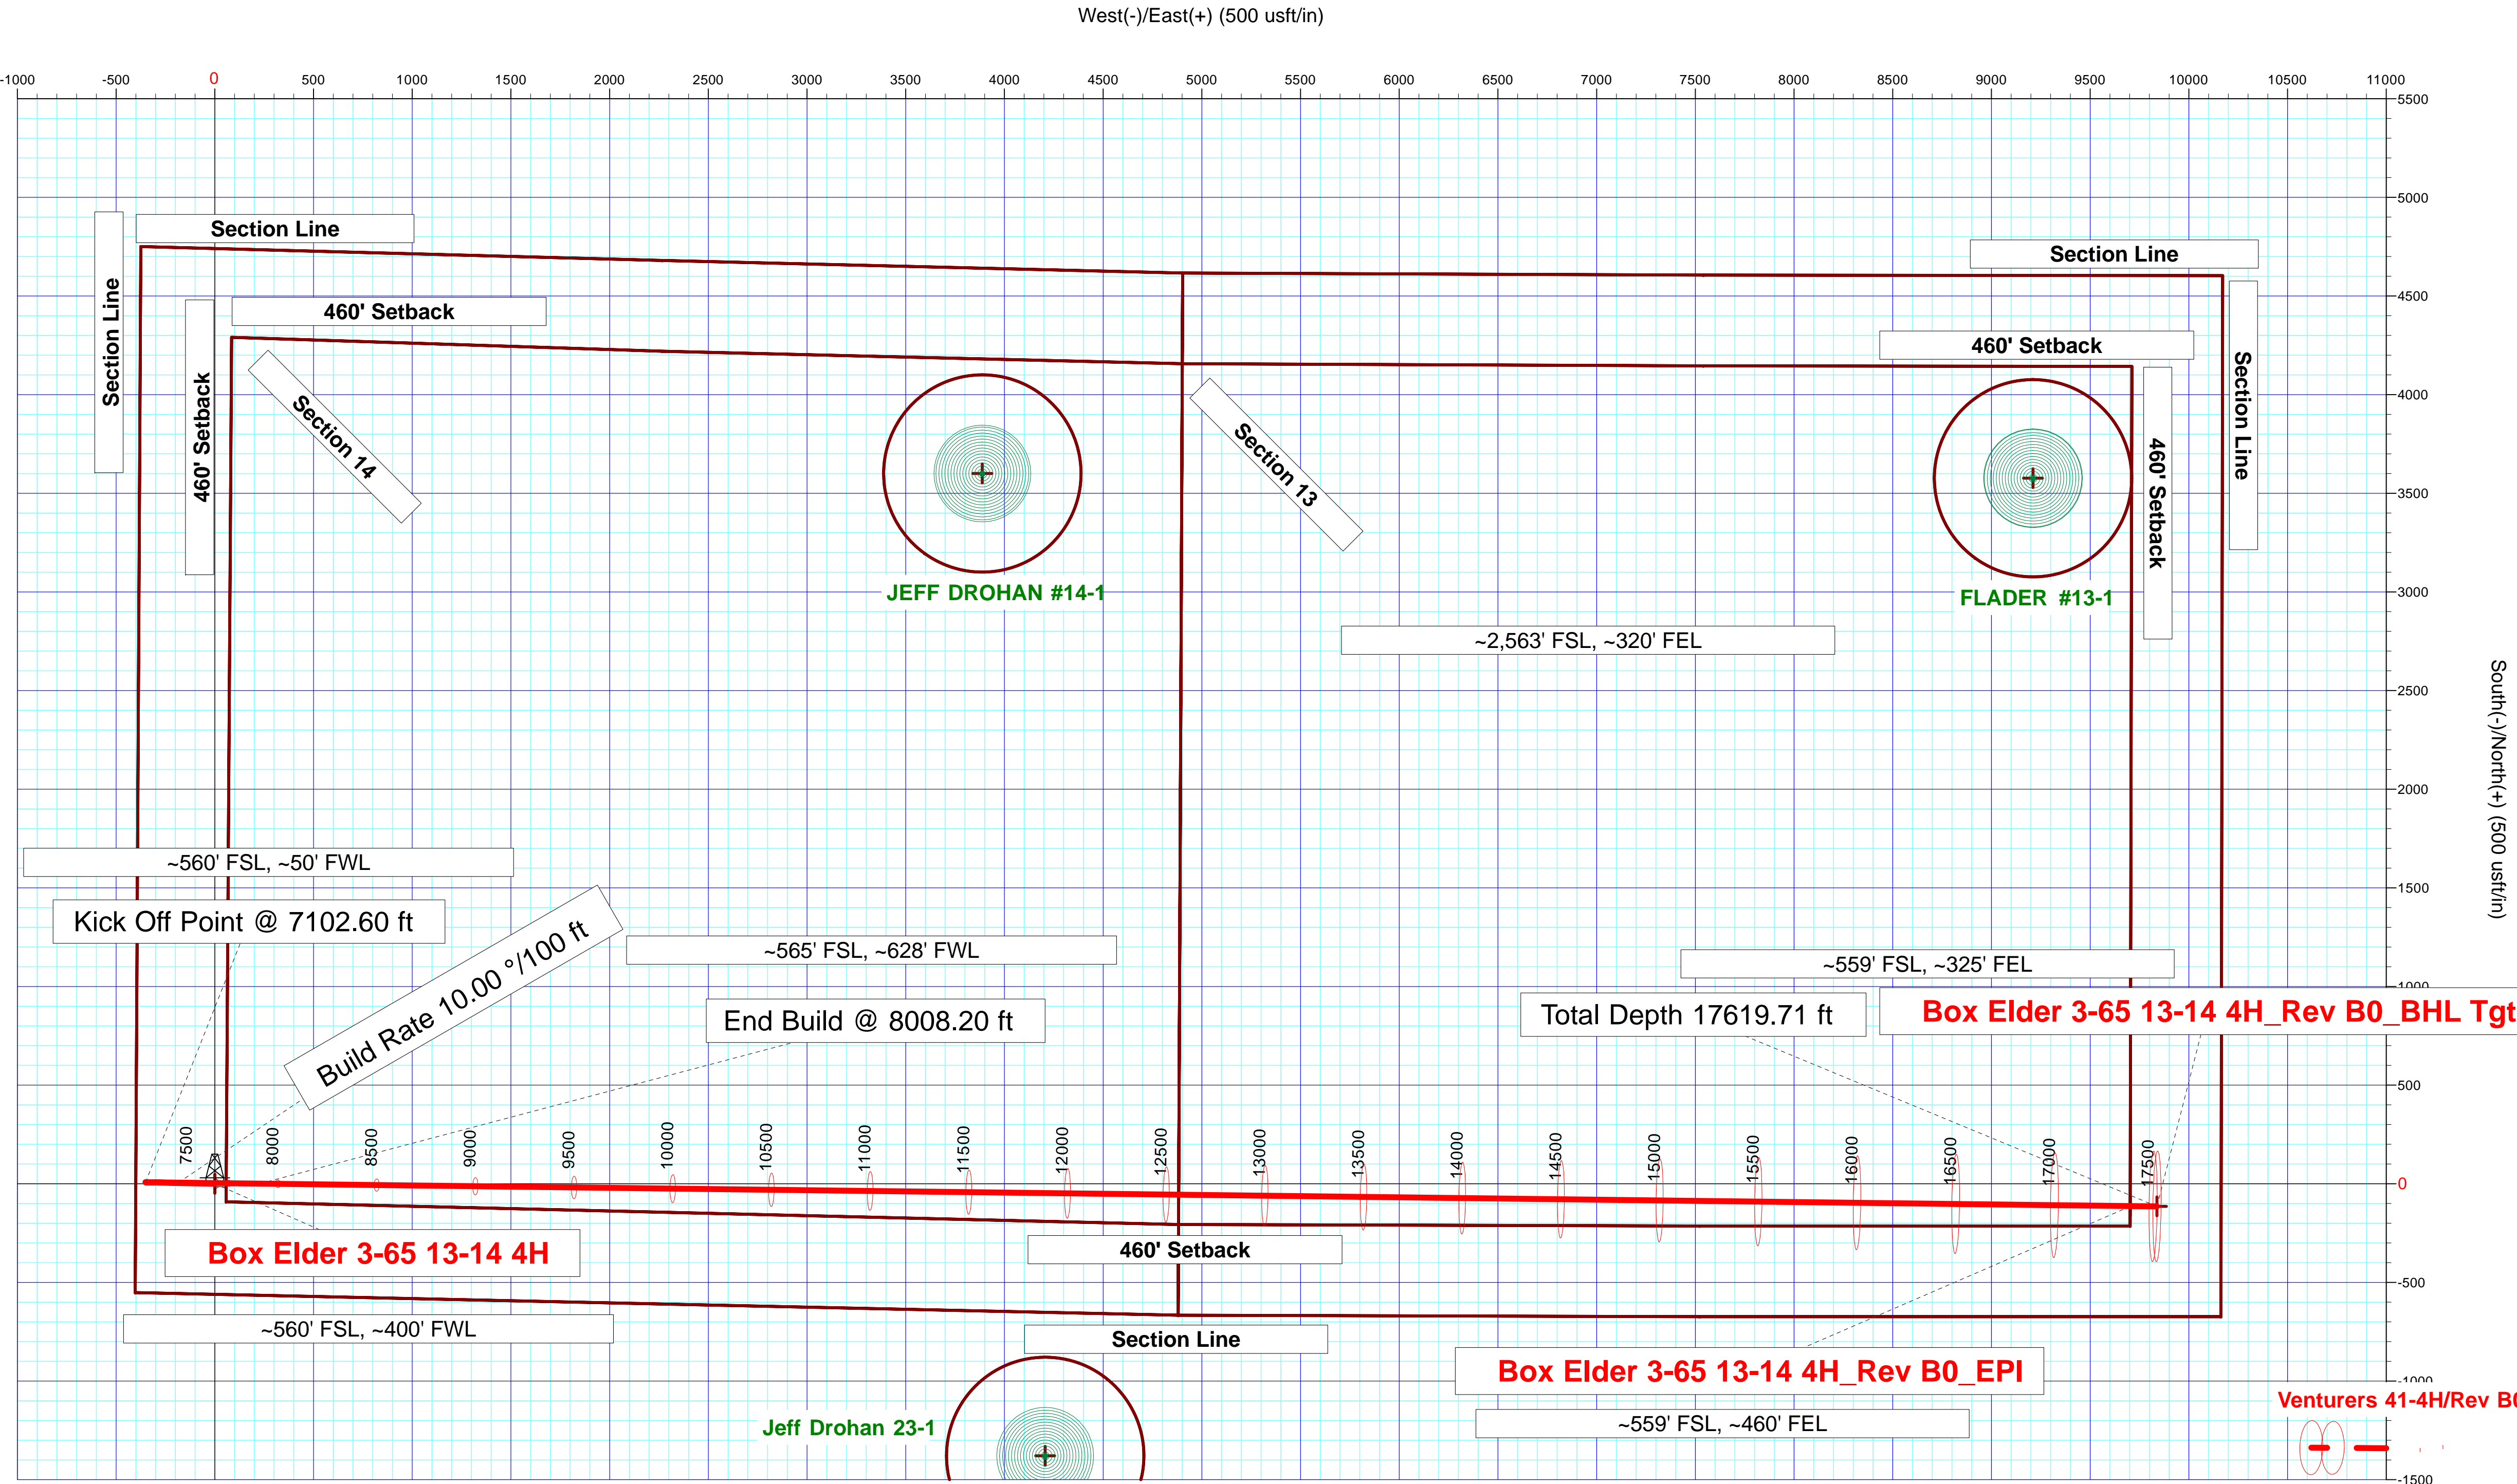 West(-)/East(+) (500 usft/in)
-1000 -500 0 500 1000 1500 2000 2500 3000 3500 4000 4500 5000 5500 6000 6500 7000 7500 8000 8500 9000 9500 10000 10500 11000
5500
5000
4500
4000
3500
3000
2500
2000
1500
1000
500
0
-500
-1000
-1500
South(-)/North(+) (500 usft/in)
Section Line
Section Line
Section Line
Section Line
460' Setback
460' Setback
460' Setback
460' Setback
Section 14
Section 13
JEFF DROHAN #14-1
FLADER #13-1
~2,563' FSL, ~320' FEL
~560' FSL, ~50' FWL
Kick Off Point @ 7102.60 ft
Build Rate 10.00 °/100 ft
~565' FSL, ~628' FWL
End Build @ 8008.20 ft
~559' FSL, ~325' FEL
Total Depth 17619.71 ft
Box Elder 3-65 13-14 4H_Rev B0_BHL Tgt
7500 8000 8500 9000 9500 10000 10500 11000 11500 12000 12500 13000 13500 14000 14500 15000 15500 16000 16500 17000 17500
Box Elder 3-65 13-14 4H
460' Setback
~560' FSL, ~400' FWL
Section Line
Box Elder 3-65 13-14 4H_Rev B0_EPI
~559' FSL, ~460' FEL
Jeff Drohan 23-1
Venturers 41-4H/Rev